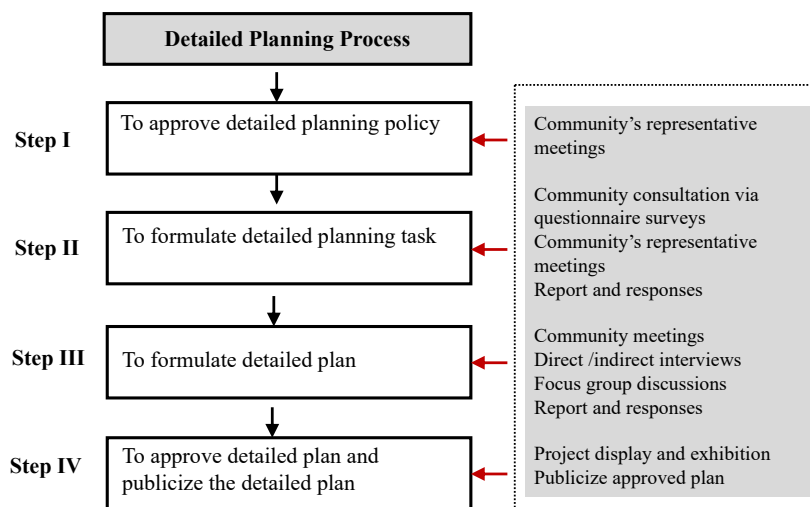 Detailed Planning Process
Step I
To approve detailed planning policy
Community’s representative
meetings
Step II
To formulate detailed planning task
Community consultation via
questionnaire surveys
Community’s representative
meetings
Report and responses
Step III
To formulate detailed plan
Community meetings
Direct /indirect interviews
Focus group discussions
Report and responses
Step IV
To approve detailed plan and
publicize the detailed plan
Project display and exhibition
Publicize approved plan